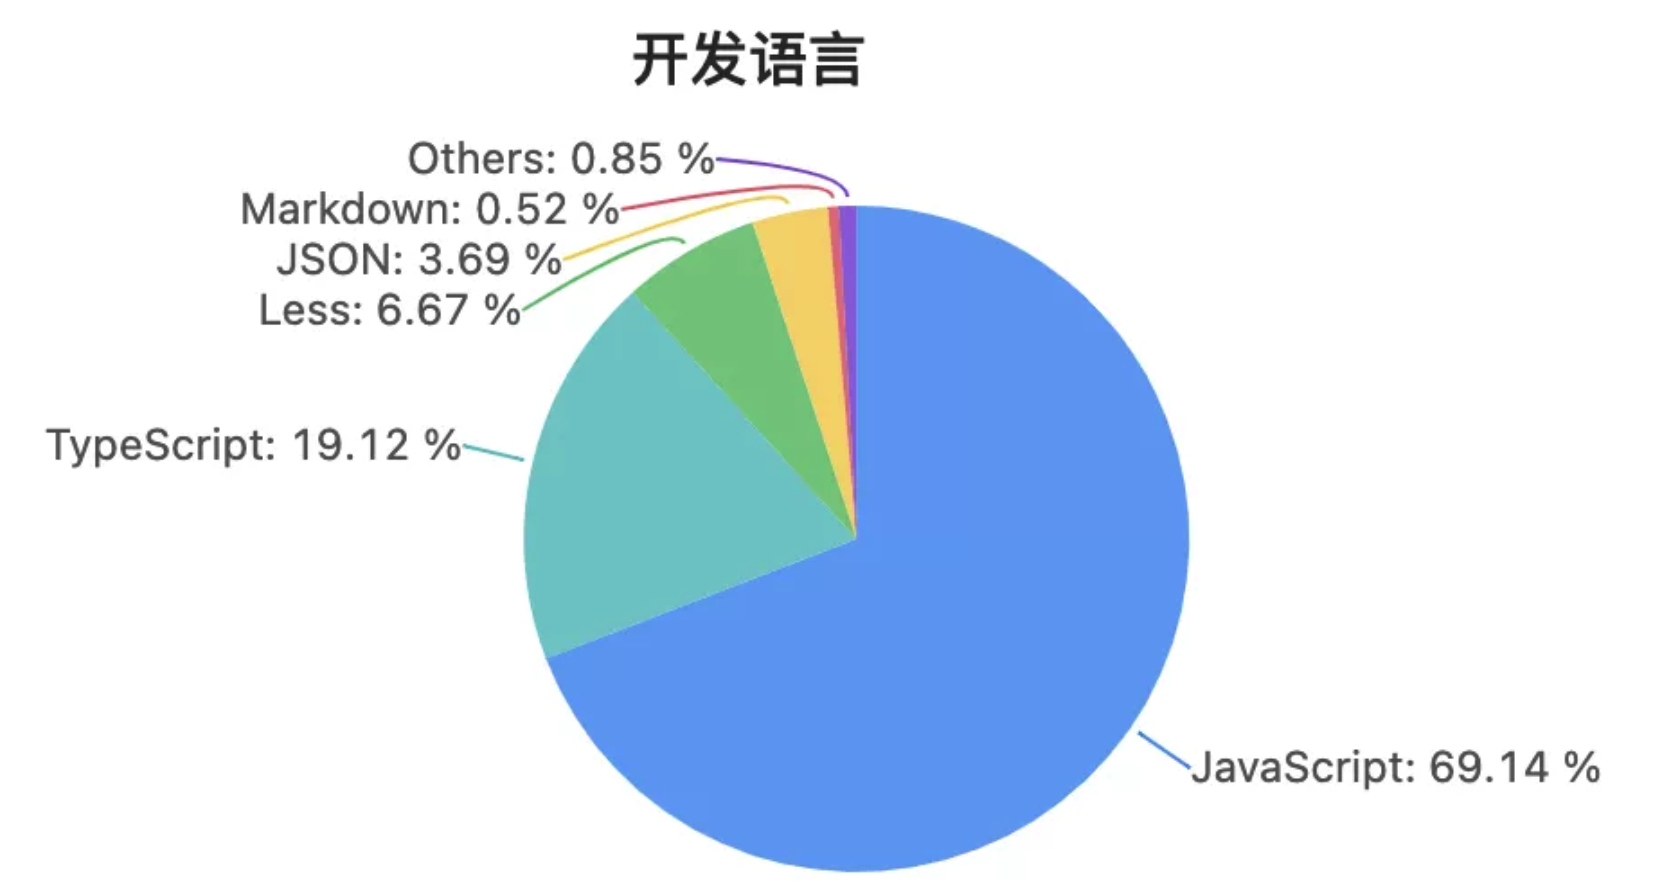 开发语言
Others: 0.85 %
Markdown: 0.52 %
JSON: 3.69 %
Less: 6.67 %
TypeScript: 19.12 %
JavaScript: 69.14 %